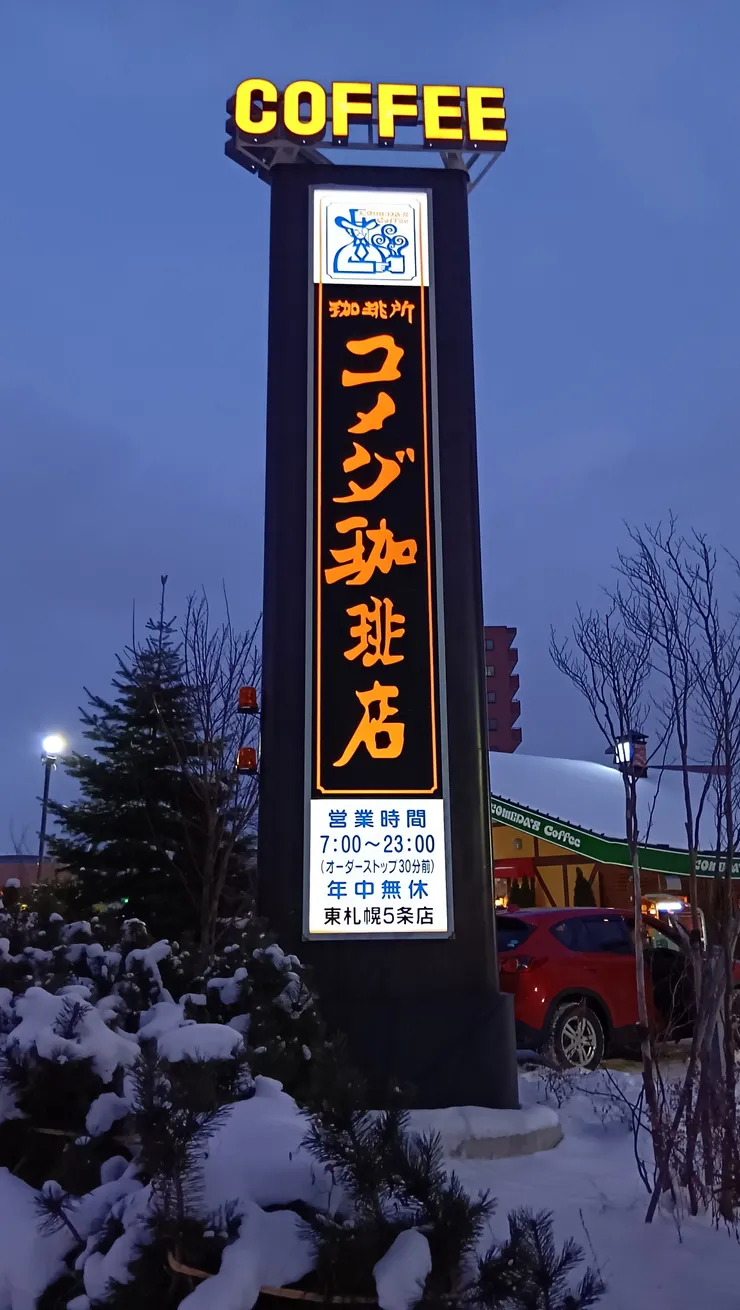 COFFEE
KOMEDA'S
Coffee
珈琲所
コメダ珈琲店
営業時間
7:00～23:00
(オーダーストップ30分前)
年中無休
東札幌5条店
KOMEDA'S Coffee
KOMEDA'S